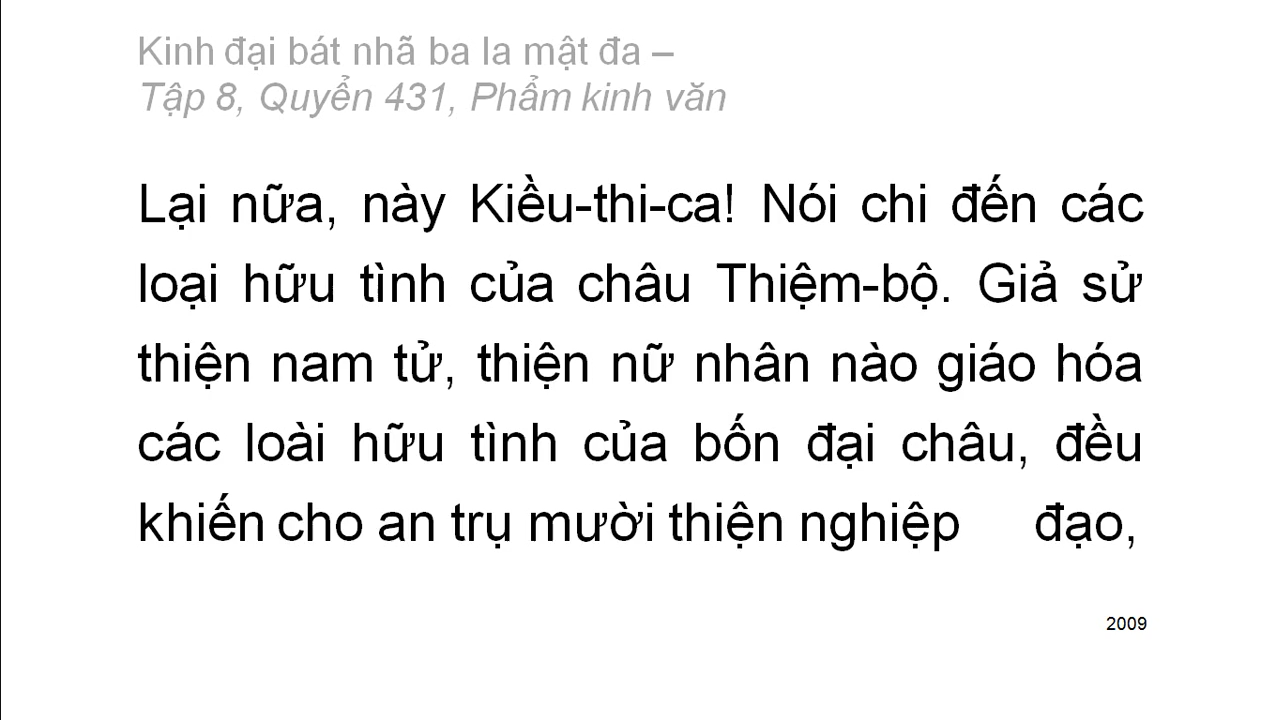 Kinh đại bát nhã ba la mật đa –
Tập 8, Quyển 431, Phẩm kinh văn
Lại nữa, này Kiều-thi-ca! Nói chi đến các
loại hữu tình của châu Thiệm-bộ. Giả sử
thiện nam tử, thiện nữ nhân nào giáo hóa
các loài hữu tình của bốn đại châu, đều
khiến cho an trụ mười thiện nghiệp đạo,
2009